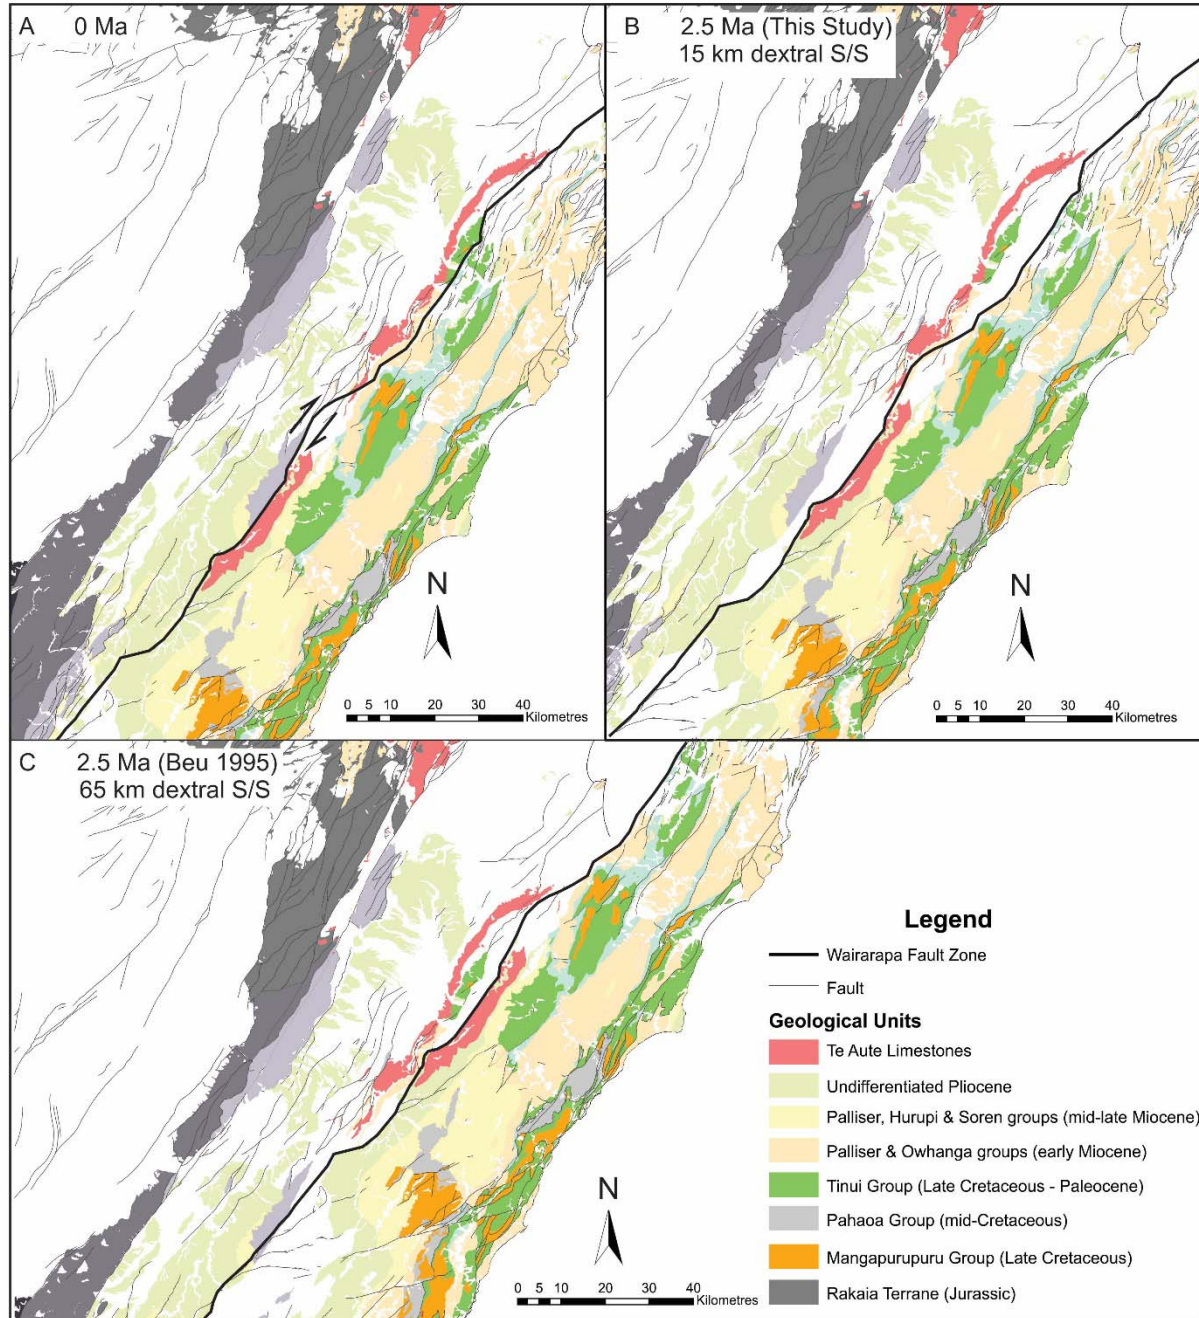 A
0 Ma
N
0 5 10 20 30 40
Kilometres
B
2.5 Ma (This Study)
15 km dextral S/S
N
0 5 10 20 30 40
Kilometres
C
2.5 Ma (Beu 1995)
65 km dextral S/S
N
0 5 10 20 30 40
Kilometres
Legend
Wairarapa Fault Zone
Fault
Geological Units
Te Aute Limestones
Undifferentiated Pliocene
Palliser, Hurupi & Soren groups (mid-late Miocene)
Palliser & Owhanga groups (early Miocene)
Tinui Group (Late Cretaceous - Paleocene)
Pahaoa Group (mid-Cretaceous)
Mangapurupuru Group (Late Cretaceous)
Rakaia Terrane (Jurassic)